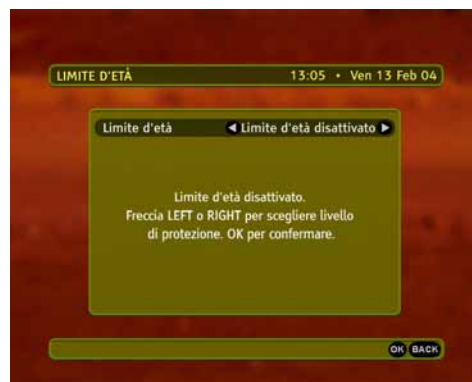 LIMITE D'ETÀ 13:05 • Ven 13 Feb 04
Limite d'età ◀ Limite d'età disattivato ▶
Limite d'età disattivato.
Freccia LEFT o RIGHT per scegliere livello
di protezione. OK per confermare.
OK BACK